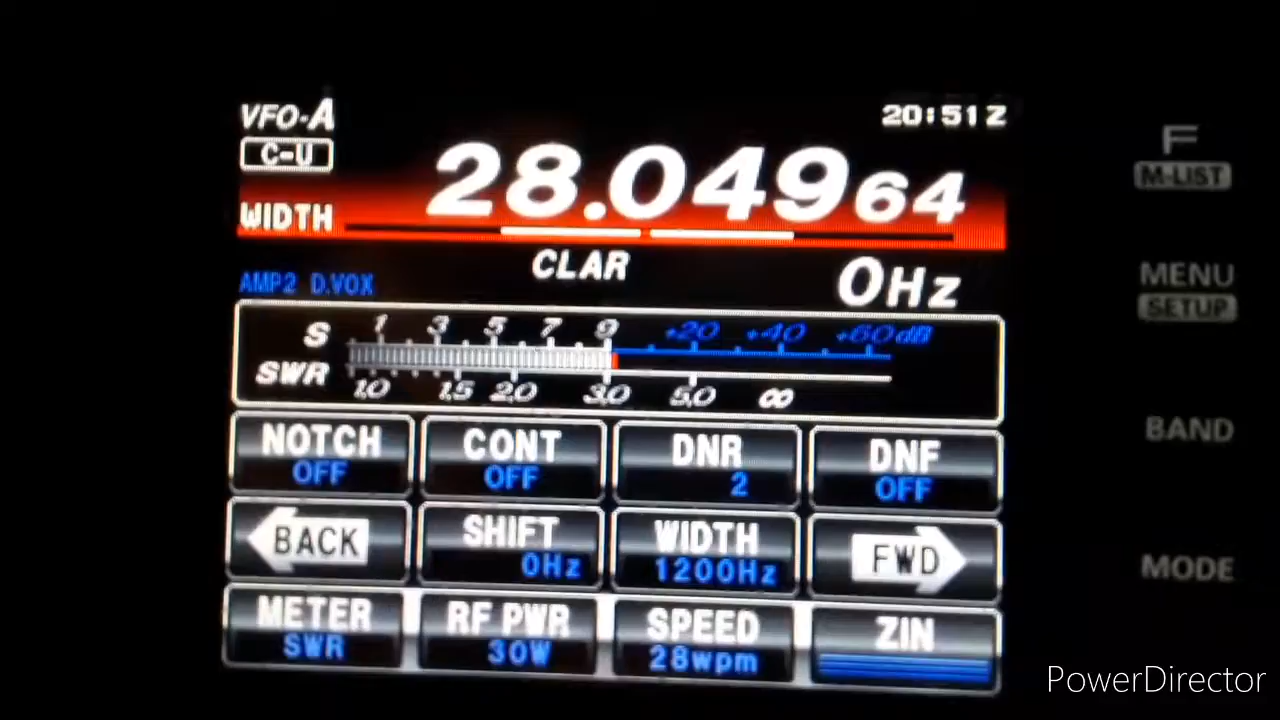 VFO-A
20:51Z
F
C-U
28.04964
M-LIST
WIDTH
CLAR
0Hz
MENU
AMP2 D.VOX
SETUP
S 1 3 5 7 9 +20 +40 +60dB
SWR 1.0 1.5 2.0 3.0 5.0 ∞
BAND
NOTCH CONT DNR DNF
OFF OFF 2 OFF
BACK SHIFT WIDTH FWD
0Hz 1200Hz
MODE
METER RF PWR SPEED ZIN
SWR 30W 28wpm
PowerDirector